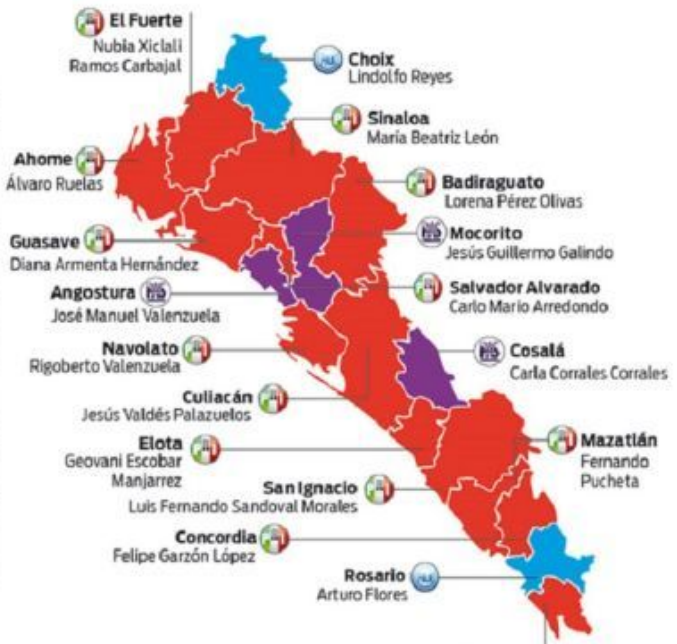 El Fuerte
Nubia Xiclali
Ramos Carbajal
Choix
Lindolfo Reyes
Sinaloa
María Beatriz León
Ahome
Álvaro Ruelas
Badiraguato
Lorena Pérez Olivas
Guasave
Diana Armenta Hernández
Mocorito
Jesús Guillermo Galindo
Angostura
José Manuel Valenzuela
Salvador Alvarado
Carlo Mario Arredondo
Navolato
Rigoberto Valenzuela
Cosalá
Carla Corrales Corrales
Culiacán
Jesús Valdés Palazuelos
Elota
Geovani Escobar
Manjarrez
Mazatlán
Fernando
Pucheta
San Ignacio
Luis Fernando Sandoval Morales
Concordia
Felipe Garzón López
Rosario
Arturo Flores